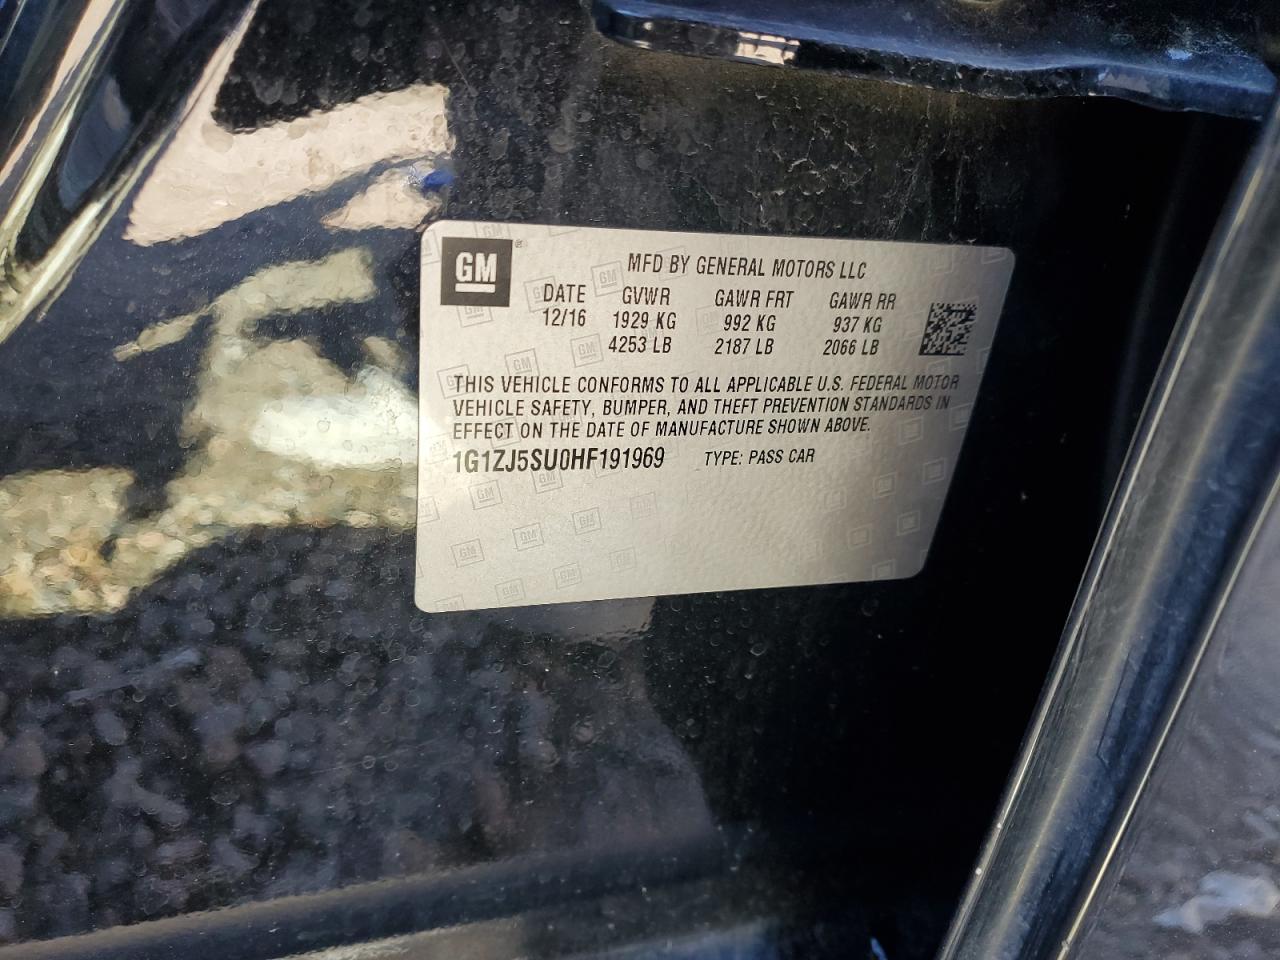 GM
MFD BY GENERAL MOTORS LLC
DATE GVWR GAWR FRT GAWR RR
12/16 1929 KG 992 KG 937 KG
4253 LB 2187 LB 2066 LB
THIS VEHICLE CONFORMS TO ALL APPLICABLE U.S. FEDERAL MOTOR
VEHICLE SAFETY, BUMPER, AND THEFT PREVENTION STANDARDS IN
EFFECT ON THE DATE OF MANUFACTURE SHOWN ABOVE.
1G1ZJ5SU0HF191969 TYPE: PASS CAR